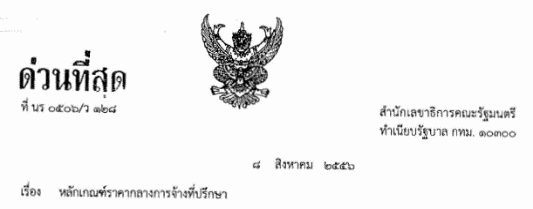 ด่วนที่สุด
ที่ นร ๐๕๐๖/ว ๑๒๘
สำนักเลขาธิการคณะรัฐมนตรี
ทำเนียบรัฐบาล กทม. ๑๐๓๐๐
๘ สิงหาคม ๒๕๕๖
เรื่อง หลักเกณฑ์ราคากลางการจ้างที่ปรึกษา